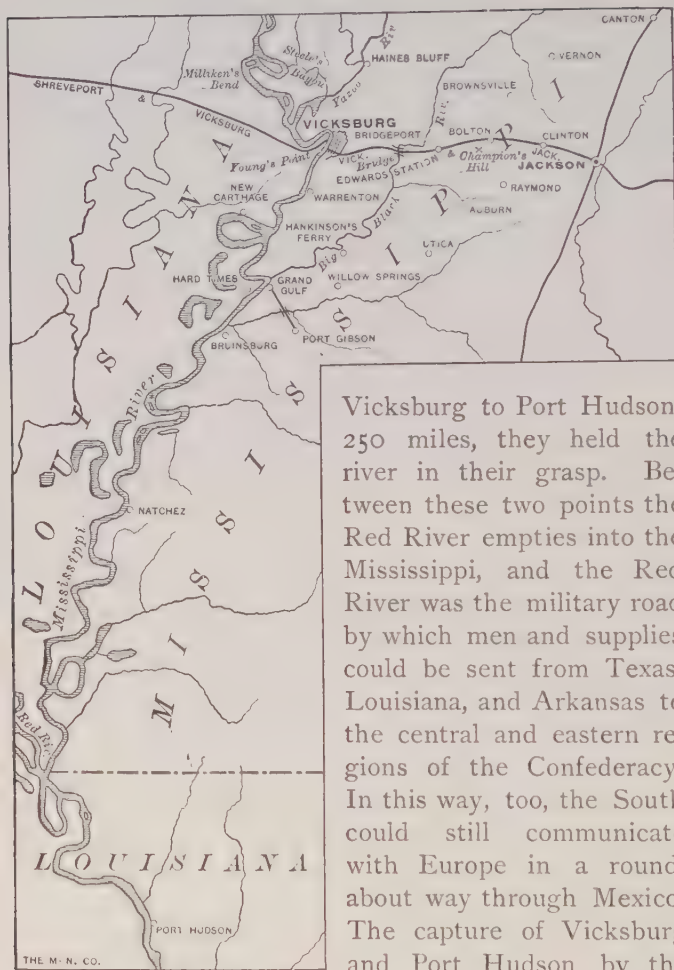 CANTON
VERNON
Steele's
Bayou
Riv
HAINES BLUFF
Milliken's
Bend
Yazoo
BROWNSVILLE
SHREVEPORT & VICKSBURG
VICKSBURG
BRIDGEPORT
Riv.
BOLTON
CLINTON
Young's Point
VICK.
Bridge
EDWARDS STATION
&
Champion's
Hill
JACK.
JACKSON
NEW
CARTHAGE
WARRENTON
Black
RAYMOND
AUBURN
HANKINSON'S
FERRY
Big
UTICA
HARD TIMES
GRAND
GULF
WILLOW SPRINGS
BRUINSBURG
PORT GIBSON
LOUISIANA
MISSISSIPPI
Mississippi River
NATCHEZ
Red Riv.
LOUISIANA
PORT HUDSON
THE M.-N. CO.
Vicksburg to Port Hudson
250 miles, they held the
river in their grasp. Be
tween these two points the
Red River empties into the
Mississippi, and the Red
River was the military road
by which men and supplies
could be sent from Texas
Louisiana, and Arkansas to
the central and eastern re
gions of the Confederacy
In this way, too, the South
could still communicat
with Europe in a round
about way through Mexico
The capture of Vicksburg
and Port Hudson by th